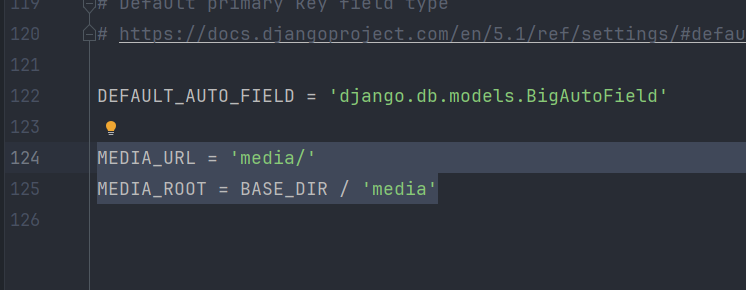 119 # Default primary key field type
120 # https://docs.djangoproject.com/en/5.1/ref/settings/#defau
121
122 DEFAULT_AUTO_FIELD = 'django.db.models.BigAutoField'
123
124 MEDIA_URL = 'media/'
125 MEDIA_ROOT = BASE_DIR / 'media'
126